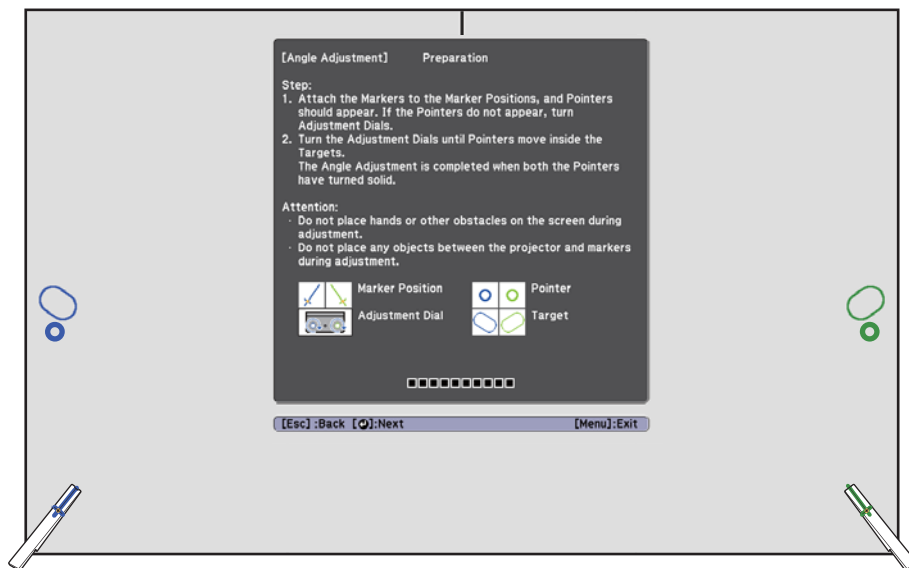 [Angle Adjustment] Preparation
Step:
1. Attach the Markers to the Marker Positions, and Pointers
should appear. If the Pointers do not appear, turn
Adjustment Dials.
2. Turn the Adjustment Dials until Pointers move inside the
Targets.
The Angle Adjustment is completed when both the Pointers
have turned solid.
Attention:
· Do not place hands or other obstacles on the screen during
adjustment.
· Do not place any objects between the projector and markers
during adjustment.
Marker Position Pointer
Adjustment Dial Target
[Esc] :Back [⏎]:Next [Menu]:Exit